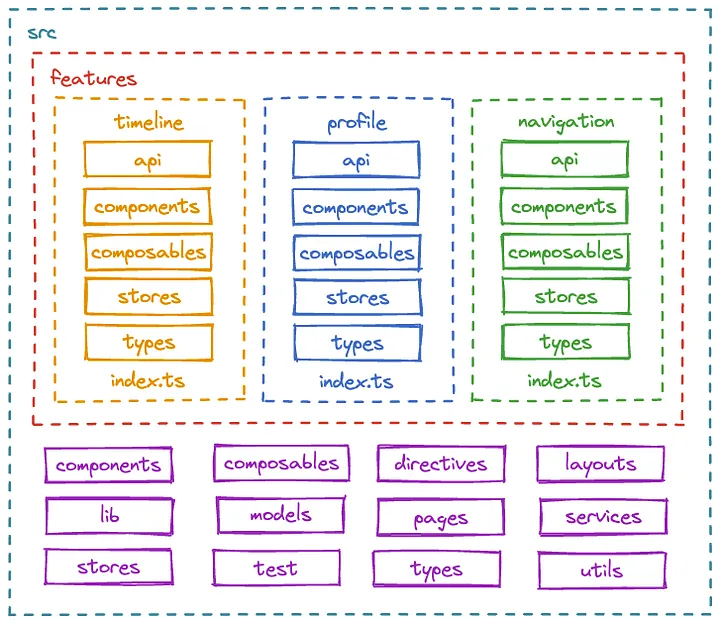 src
features
timeline
api
components
composables
stores
types
index.ts
profile
api
components
composables
stores
types
index.ts
navigation
api
components
composables
stores
types
index.ts
components
composables
directives
layouts
lib
models
pages
services
stores
test
types
utils